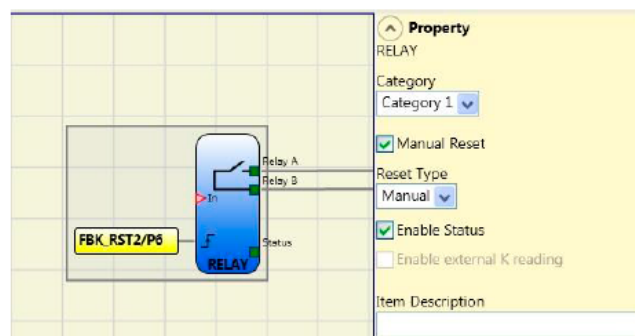 Relay A
Relay B
In
FBK_RST2/P6
Status
RELAY
Property
RELAY
Category
Category 1
Manual Reset
Reset Type
Manual
Enable Status
Enable external K reading
Item Description